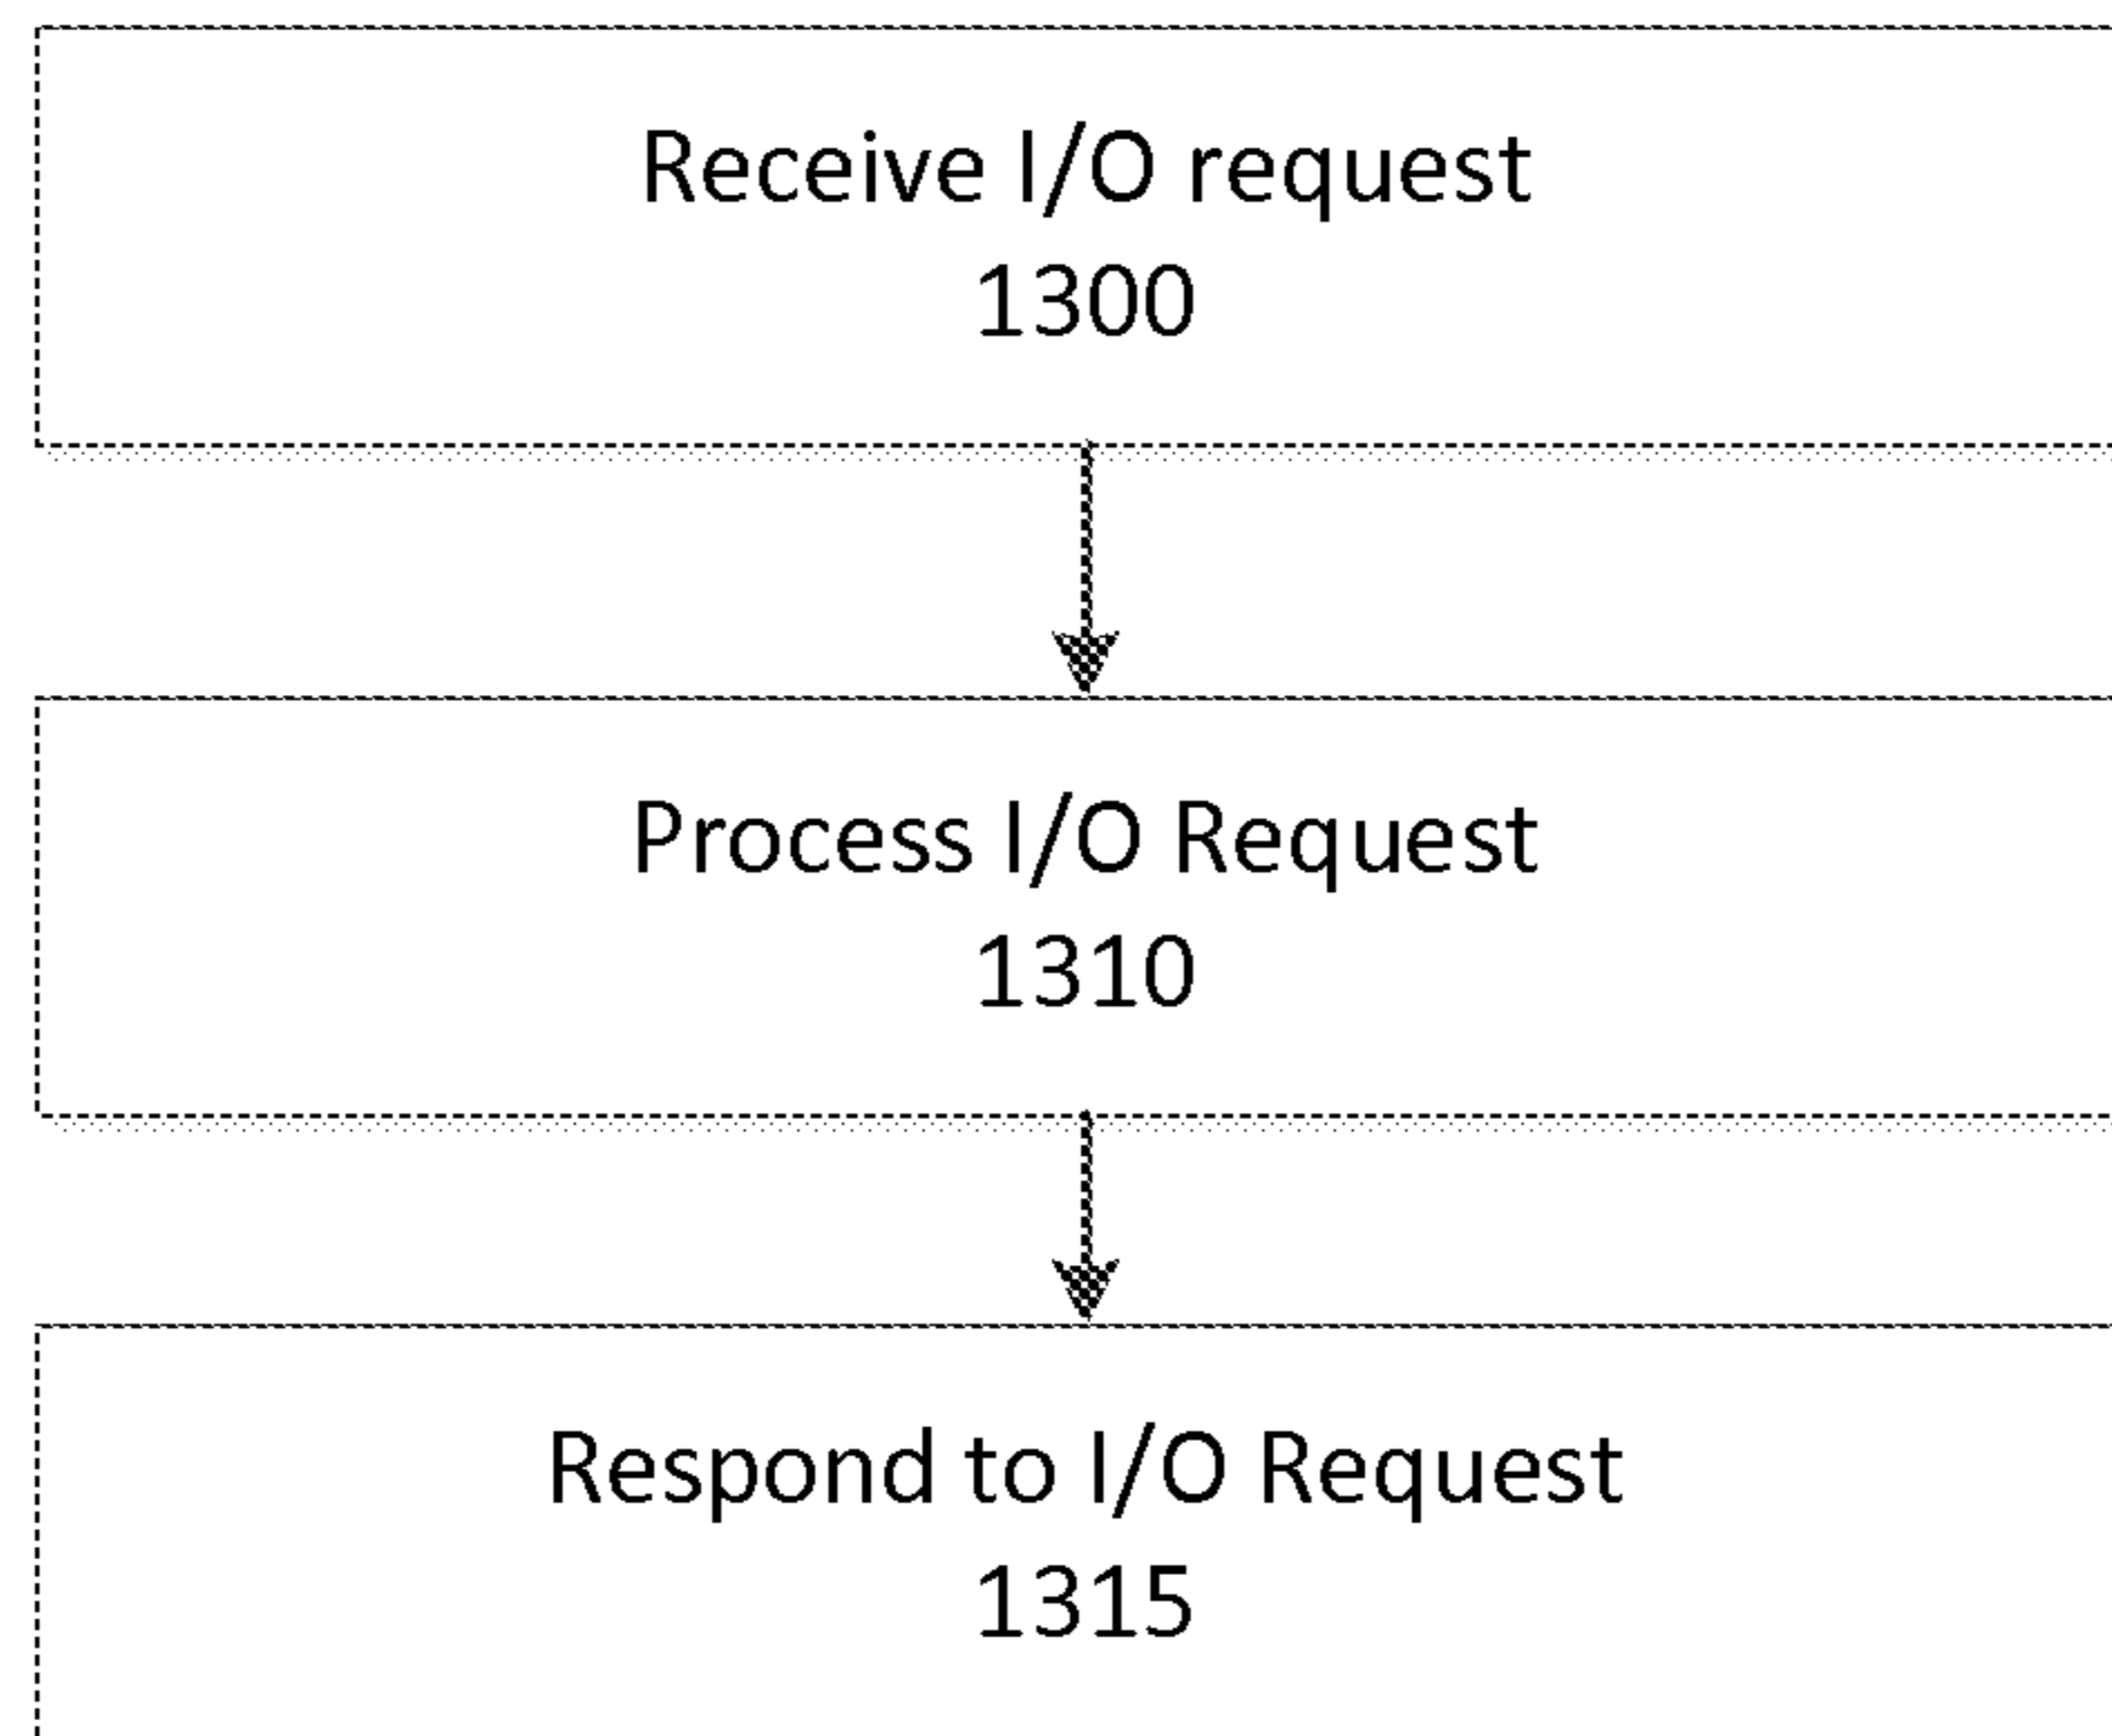 Receive I/O request
1300
Process I/O Request
1310
Respond to I/O Request
1315